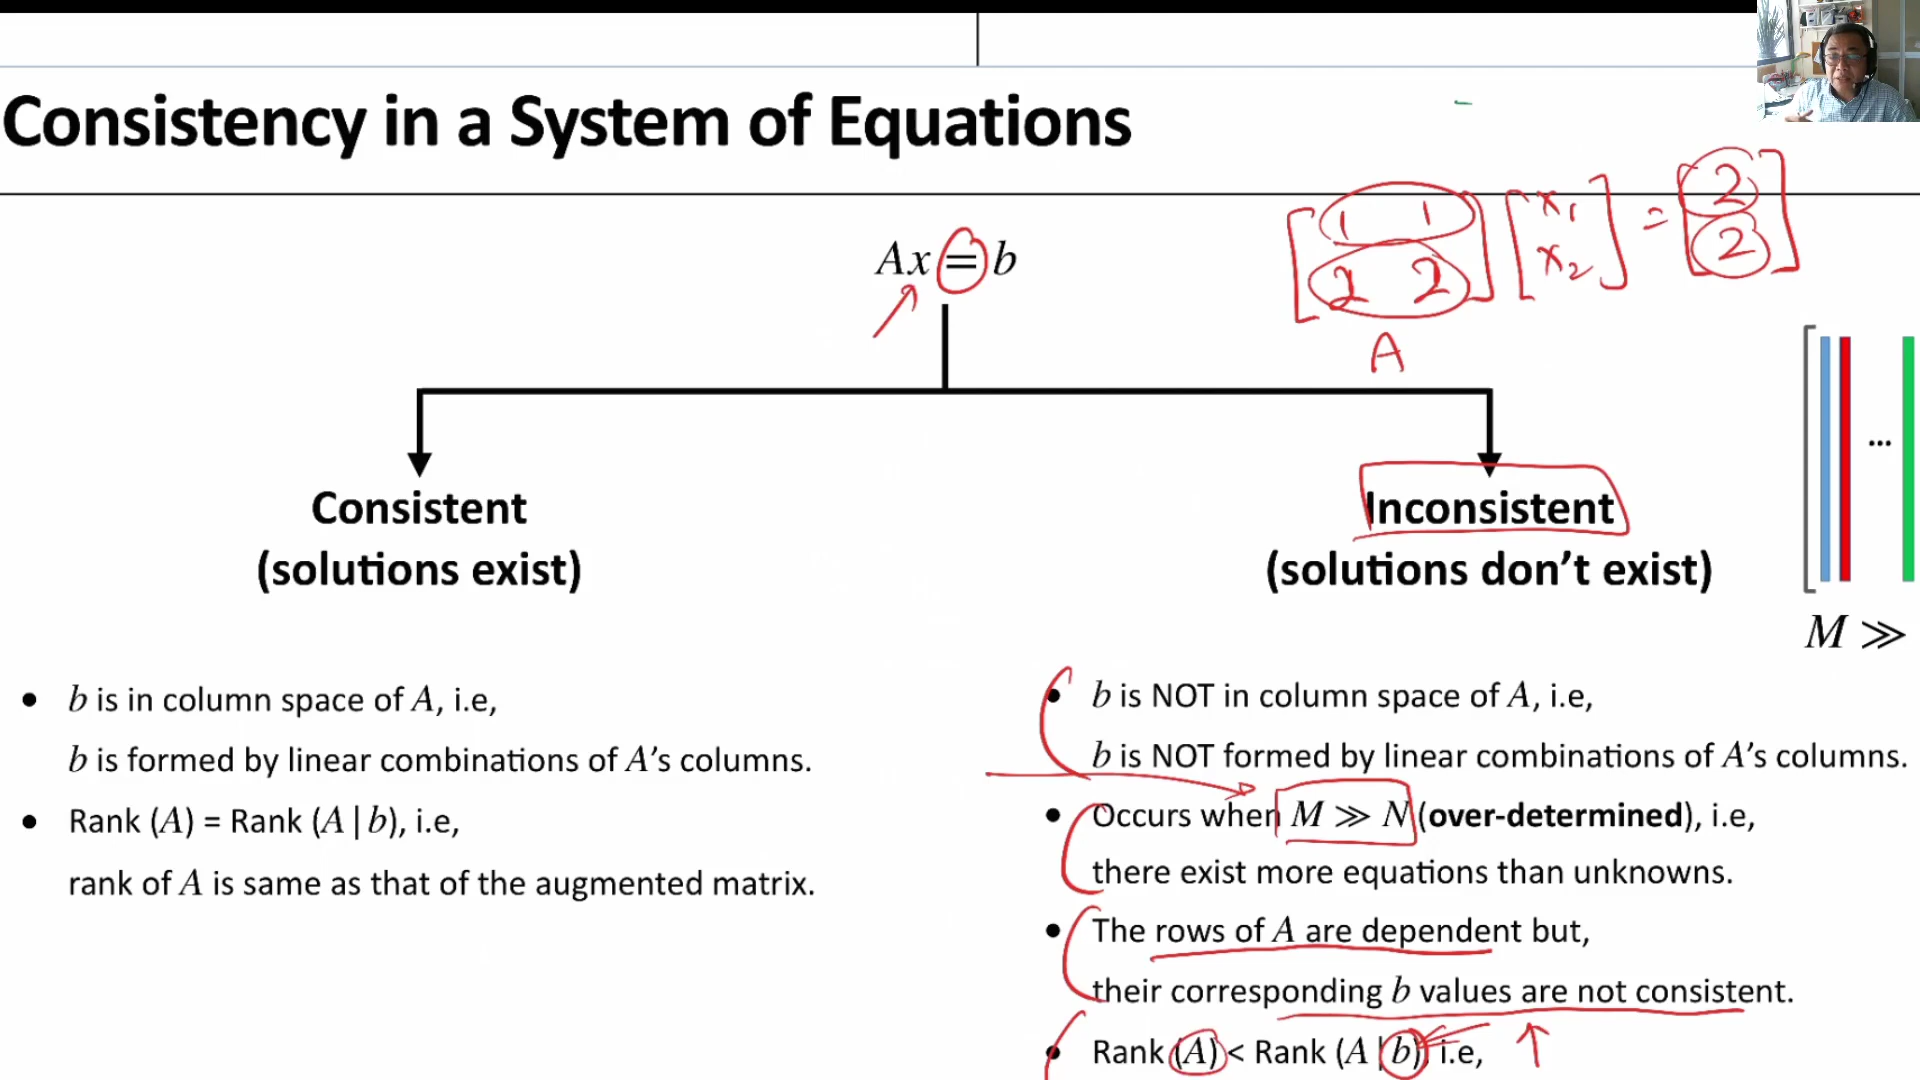 Consistency in a System of Equations
Ax = b
[1 1
2 2] [x₁
x₂] = [2
2]
A
Consistent
(solutions exist)
Inconsistent
(solutions don’t exist)
...
M ≫
• b is in column space of A, i.e,
b is formed by linear combinations of A’s columns.
• Rank (A) = Rank (A | b), i.e,
rank of A is same as that of the augmented matrix.
• b is NOT in column space of A, i.e,
b is NOT formed by linear combinations of A’s columns.
• Occurs when M ≫ N (over-determined), i.e,
there exist more equations than unknowns.
• The rows of A are dependent but,
their corresponding b values are not consistent.
• Rank (A) < Rank (A | b), i.e,